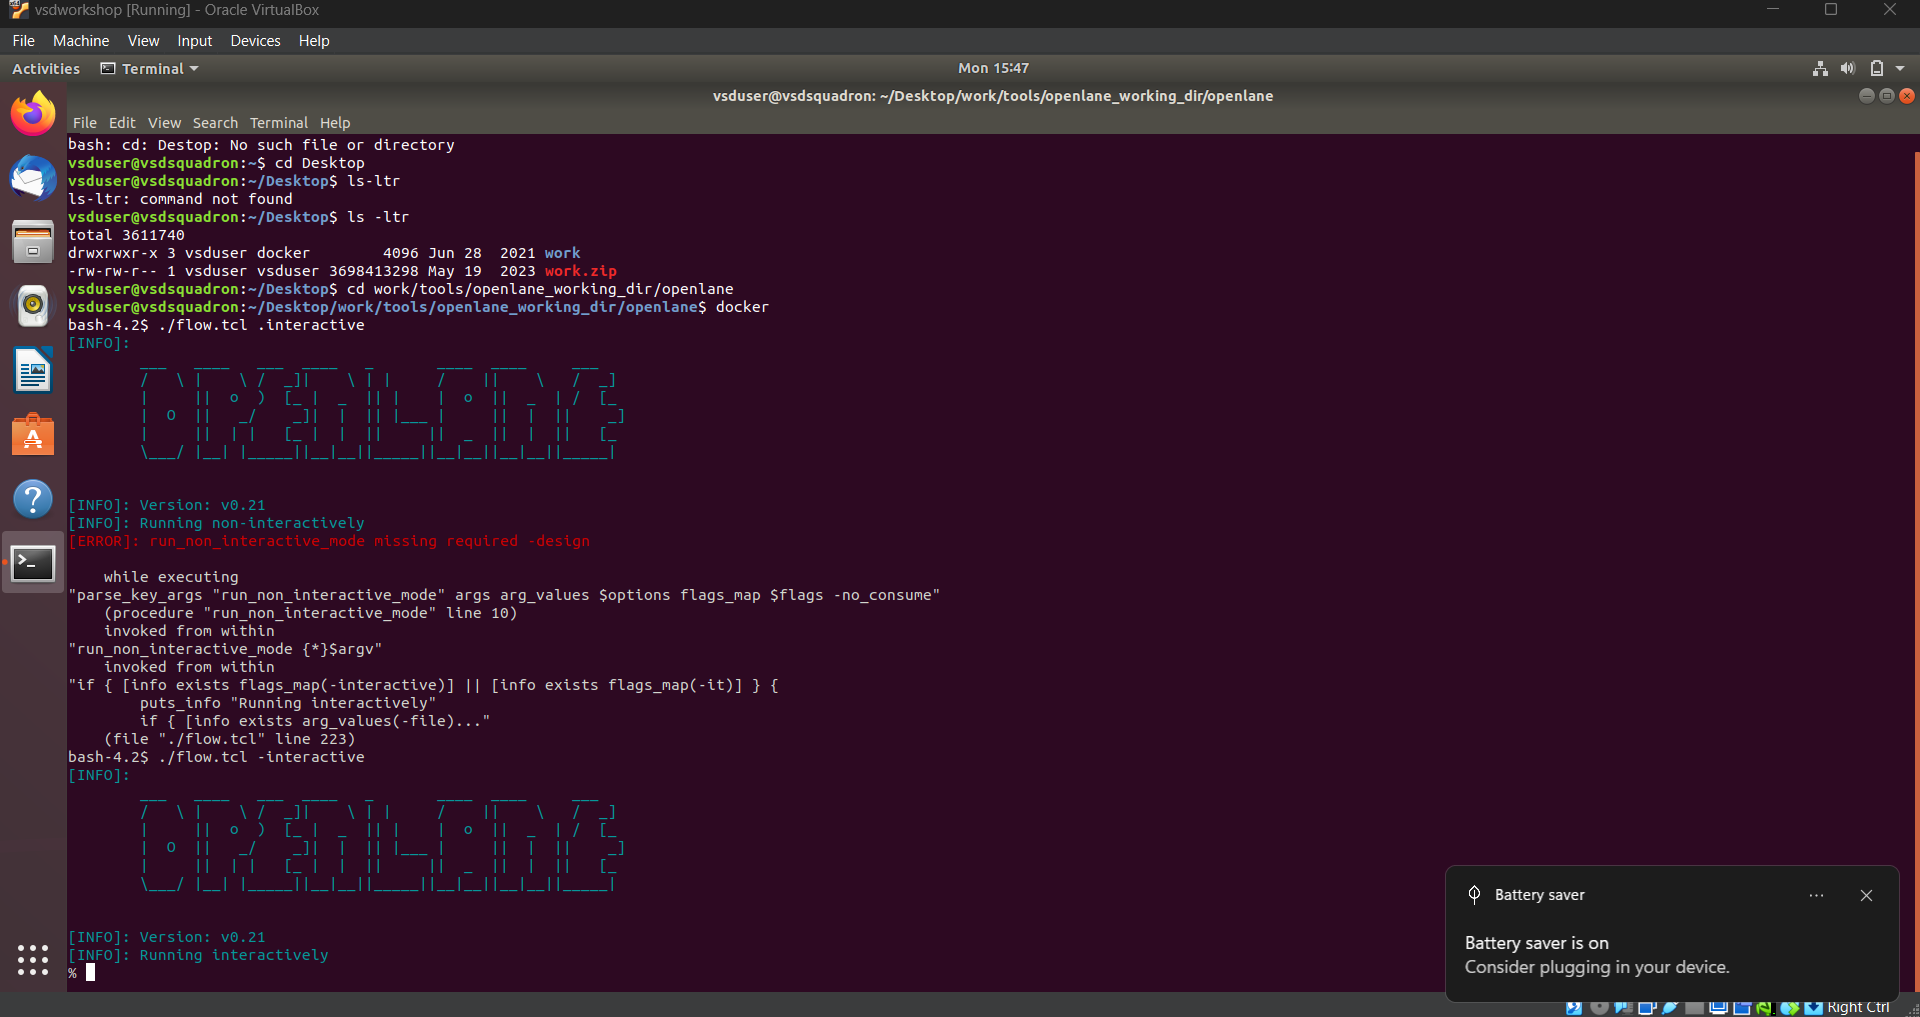 vsdworkshop [Running] - Oracle VirtualBox
File Machine View Input Devices Help
Activities Terminal Mon 15:47
vsduser@vsdsquadron: ~/Desktop/work/tools/openlane_working_dir/openlane
File Edit View Search Terminal Help
bash: cd: Destop: No such file or directory
vsduser@vsdsquadron:~$ cd Desktop
vsduser@vsdsquadron:~/Desktop$ ls-ltr
ls-ltr: command not found
vsduser@vsdsquadron:~/Desktop$ ls -ltr
total 3611740
drwxrwxr-x 3 vsduser docker        4096 Jun 28  2021 work
-rw-rw-r-- 1 vsduser vsduser 3698413298 May 19  2023 work.zip
vsduser@vsdsquadron:~/Desktop$ cd work/tools/openlane_working_dir/openlane
vsduser@vsdsquadron:~/Desktop/work/tools/openlane_working_dir/openlane$ docker
bash-4.2$ ./flow.tcl .interactive
[INFO]:
OPENLANE
[INFO]: Version: v0.21
[INFO]: Running non-interactively
[ERROR]: run_non_interactive_mode missing required -design
while executing
"parse_key_args "run_non_interactive_mode" args arg_values $options flags_map $flags -no_consume"
(procedure "run_non_interactive_mode" line 10)
invoked from within
"run_non_interactive_mode {*}$argv"
invoked from within
"if { [info exists flags_map(-interactive)] || [info exists flags_map(-it)] } {
puts_info "Running interactively"
if { [info exists arg_values(-file)..."
(file "./flow.tcl" line 223)
bash-4.2$ ./flow.tcl -interactive
[INFO]:
OPENLANE
[INFO]: Version: v0.21
[INFO]: Running interactively
%
Battery saver
Battery saver is on
Consider plugging in your device.
Right Ctrl